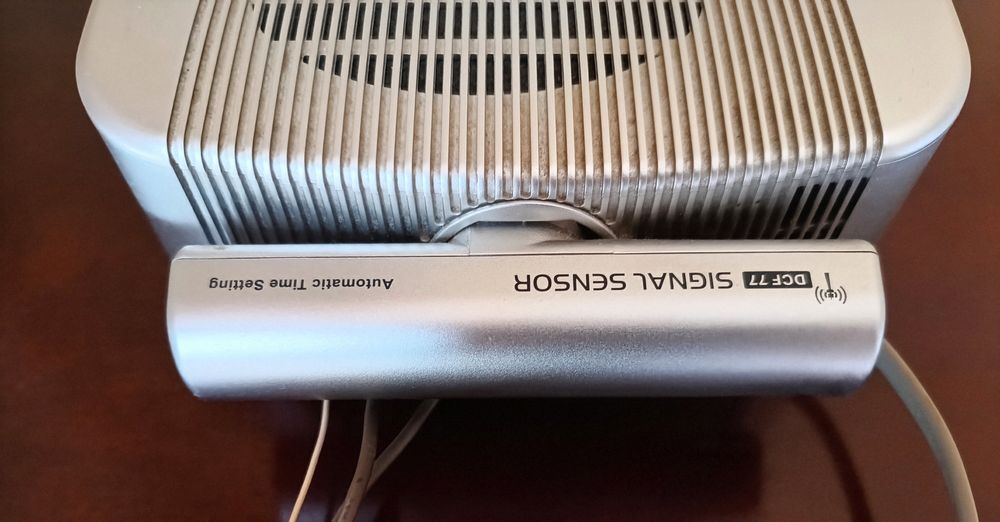 DCF 77 SIGNAL SENSOR Automatic Time Setting